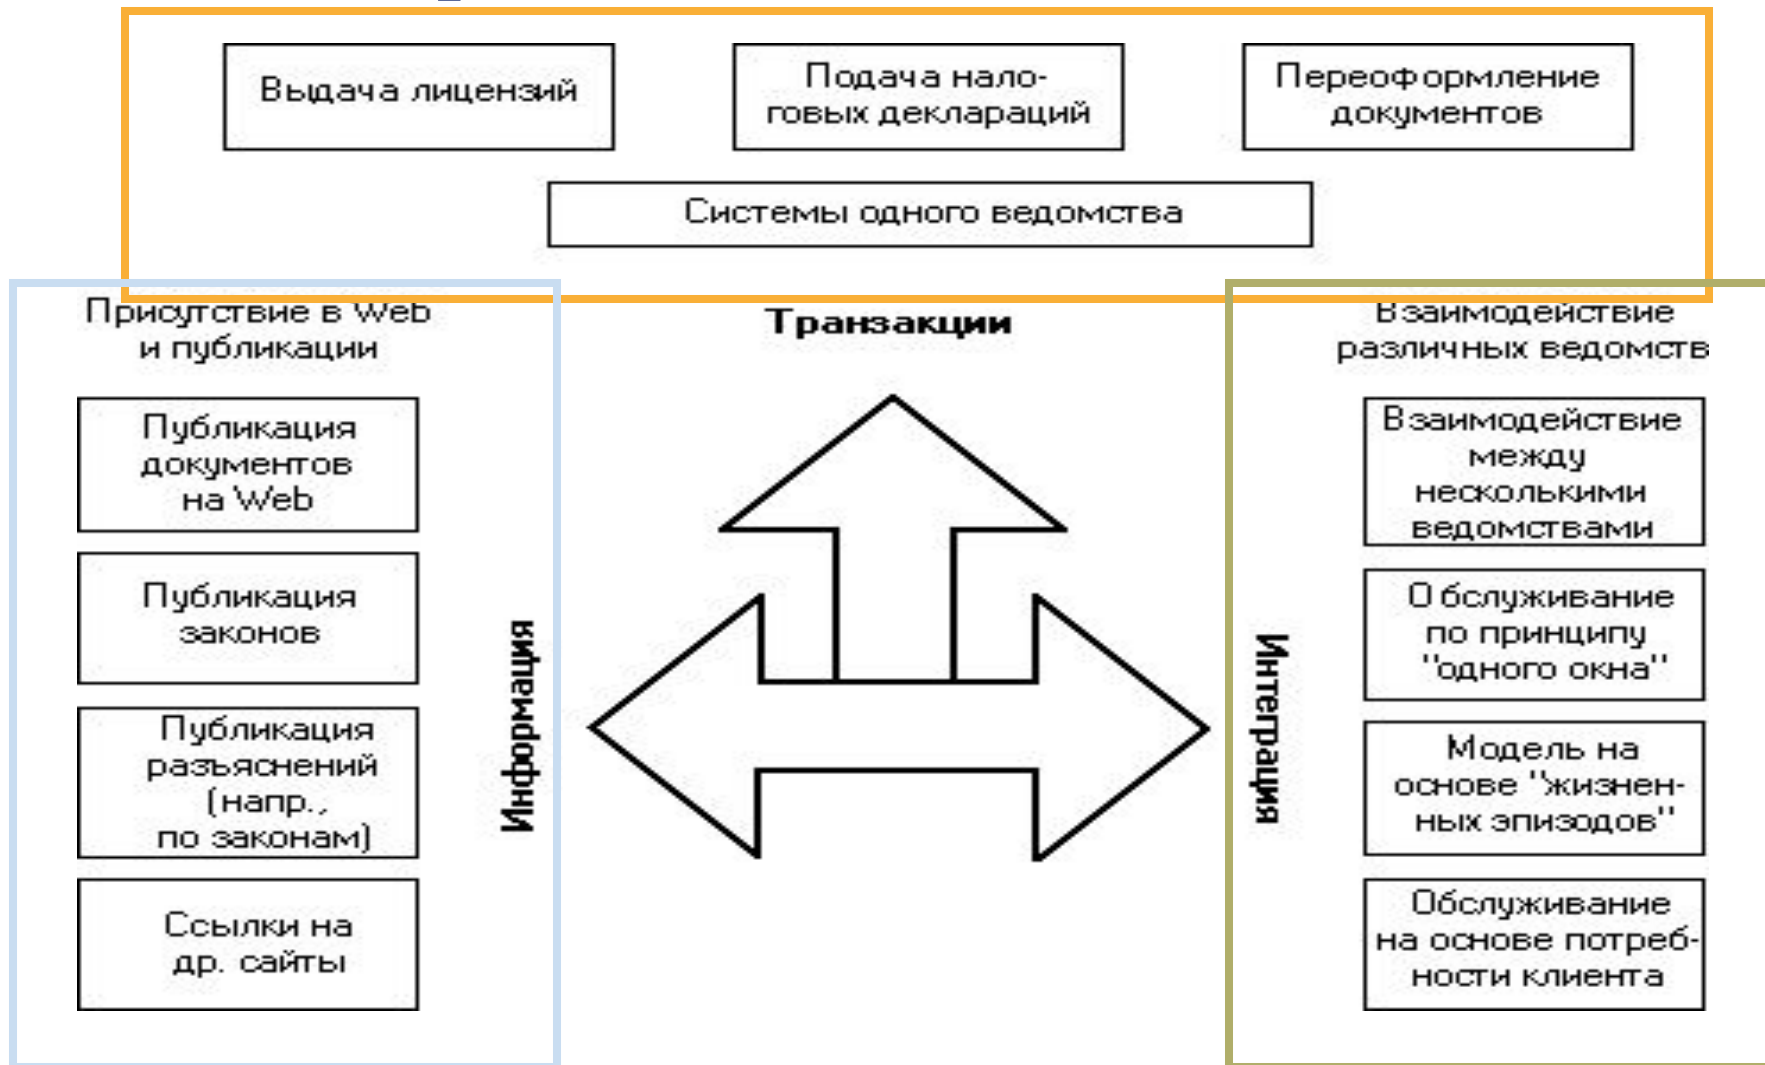 Выдача лицензий
Подача нало-
говых деклараций
Переоформление
документов
Системы одного ведомства
Присутствие в Web
и публикации
Транзакции
Взаимодействие
различных ведомств
Публикация
документов
на Web
Публикация
законов
Публикация
разъяснений
(напр.,
по законам)
Ссылки на
др. сайты
Информация
Интеграция
Взаимодействие
между
несколькими
ведомствами
Обслуживание
по принципу
"одного окна"
Модель на
основе "жизнен-
ных эпизодов"
Обслуживание
на основе потреб-
ности клиента